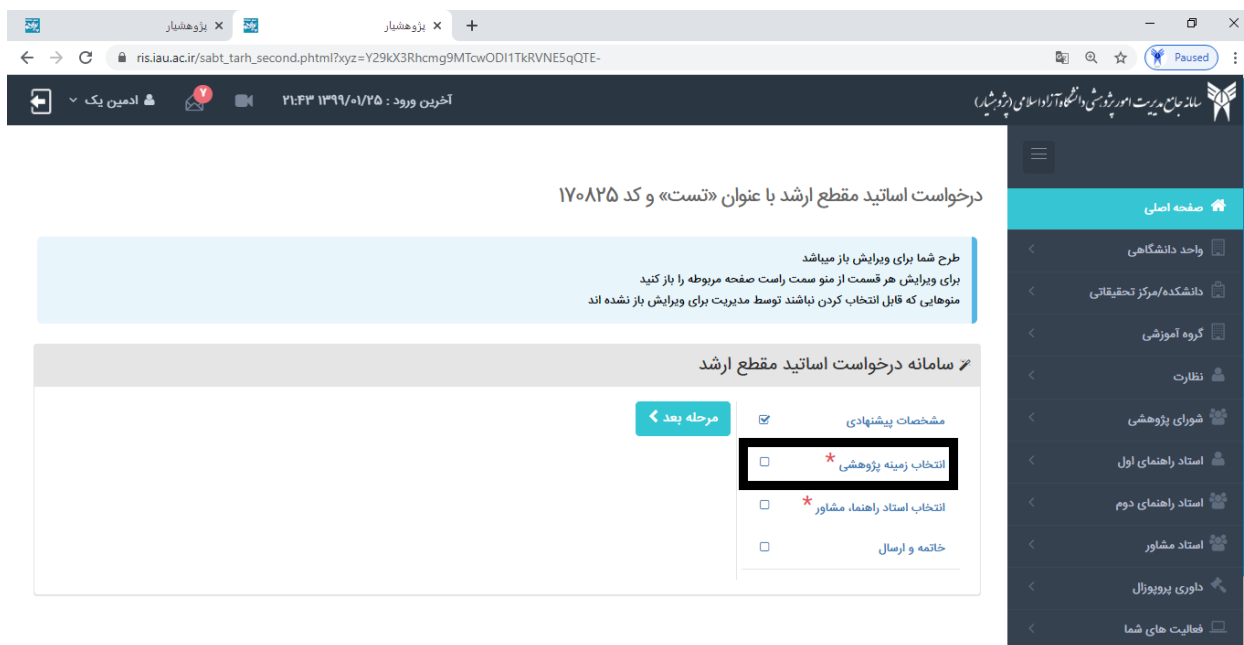 پژوهشیار
پژوهشیار
ris.iau.ac.ir/sabt_tarh_second.phtml?xyz=Y29kX3Rhcmg9MTcwODI1TkRVNE5qQTE-
Paused
سامانه جامع مدیریت امور پژوهشی دانشگاه آزاد اسلامی (پژوهشیار)
آخرین ورود : ۱۳۹۹/۰۱/۲۵ ۲۱:۴۳
۷
ادمین یک
صفحه اصلی
واحد دانشگاهی
دانشکده/مرکز تحقیقاتی
گروه آموزشی
نظارت
شورای پژوهشی
استاد راهنمای اول
استاد راهنمای دوم
استاد مشاور
داوری پروپوزال
فعالیت های شما
درخواست اساتید مقطع ارشد با عنوان «تست» و کد ۱۷۰۸۲۵
طرح شما برای ویرایش باز میباشد
برای ویرایش هر قسمت از منو سمت راست صفحه مربوطه را باز کنید
منوهایی که قابل انتخاب کردن نباشند توسط مدیریت برای ویرایش باز نشده اند
سامانه درخواست اساتید مقطع ارشد
مشخصات پیشنهادی
انتخاب زمینه پژوهشی *
انتخاب استاد راهنما، مشاور *
خاتمه و ارسال
مرحله بعد